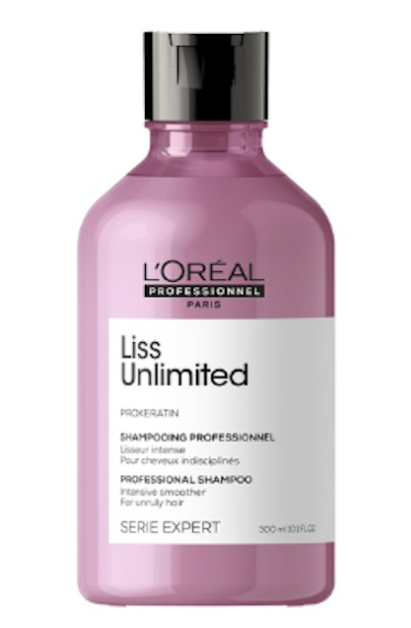 L'ORÉAL
PROFESSIONNEL
PARIS
Liss
Unlimited
PROKERATIN
SHAMPOOING PROFESSIONNEL
Lisseur intense
Pour cheveux indisciplinés
PROFESSIONAL SHAMPOO
Intensive smoother
For unruly hair
SERIE EXPERT
300 ml 10.1 FL.OZ